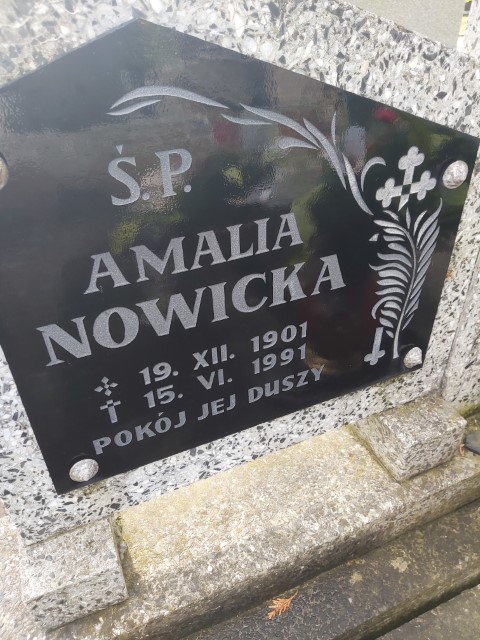 Ś.P.
AMALIA
NOWICKA
19. XII. 1901
15. VI. 1991
POKÓJ JEJ DUSZY